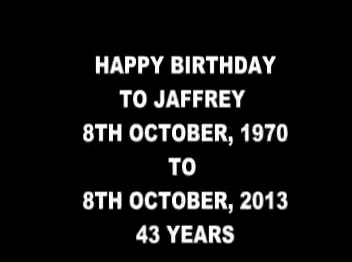 HAPPY BIRTHDAY
TO JAFFREY
8TH OCTOBER, 1970
TO
8TH OCTOBER, 2013
43 YEARS